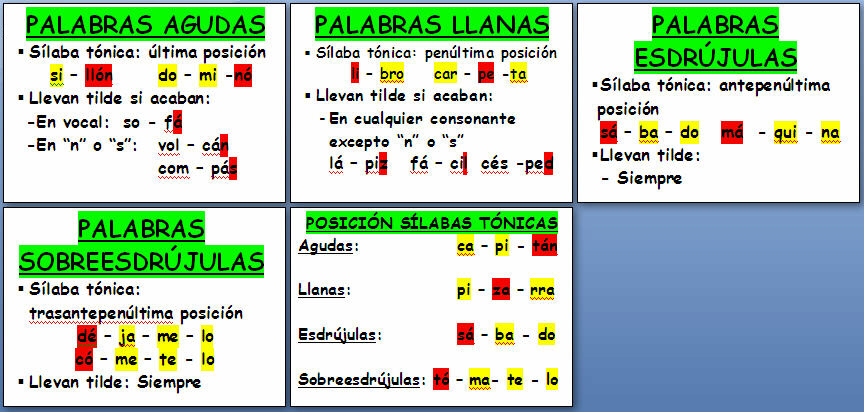 PALABRAS AGUDAS
▪ Sílaba tónica: última posición
si – llón do – mi -nó
▪ Llevan tilde si acaban:
-En vocal: so – fá
-En “n” o “s”: vol – cán
com – pás
PALABRAS LLANAS
▪ Sílaba tónica: penúltima posición
li – bro car – pe -ta
▪ Llevan tilde si acaban:
- En cualquier consonante
excepto “n” o “s”
lá – piz fá – cil cés -ped
PALABRAS
ESDRÚJULAS
▪Sílaba tónica: antepenúltima
posición
sá – ba – do má – qui – na
▪Llevan tilde:
- Siempre
PALABRAS
SOBREESDRÚJULAS
▪ Sílaba tónica:
trasantepenúltima posición
dé – ja – me – lo
có – me – te – lo
▪ Llevan tilde: Siempre
POSICIÓN SÍLABAS TÓNICAS
Agudas: ca – pi – tán
Llanas: pi – za – rra
Esdrújulas: sá – ba – do
Sobreesdrújulas: tó – ma– te – lo